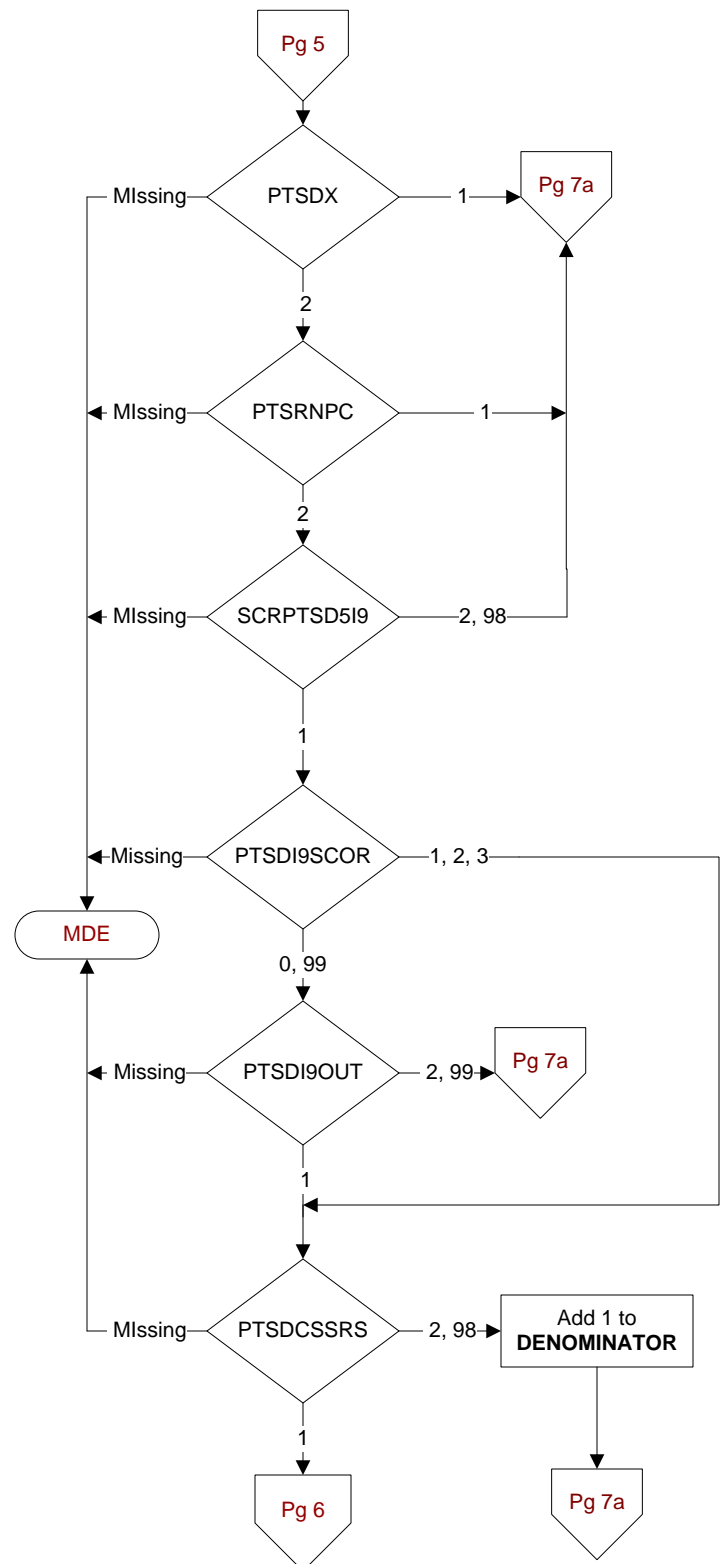 Pg 5
MIssing
PTSDX
1
Pg 7a
2
MIssing
PTSRNPC
1
2
MIssing
SCRPTSD5I9
2, 98
1
Missing
PTSDI9SCOR
1, 2, 3
MDE
0, 99
Missing
PTSDI9OUT
2, 99
Pg 7a
1
MIssing
PTSDCSSRS
2, 98
Add 1 to
DENOMINATOR
1
Pg 6
Pg 7a